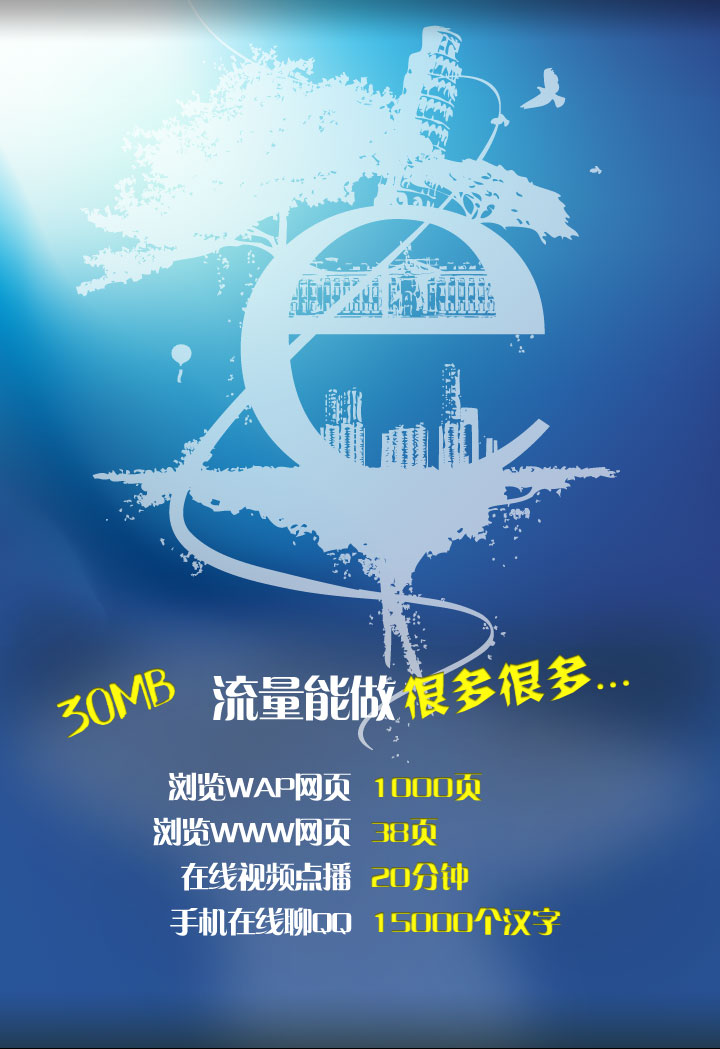 30MB 流量能做 很多很多...
浏览WAP网页 1000页
浏览WWW网页 38页
在线视频点播 20分钟
手机在线聊QQ 15000个汉字